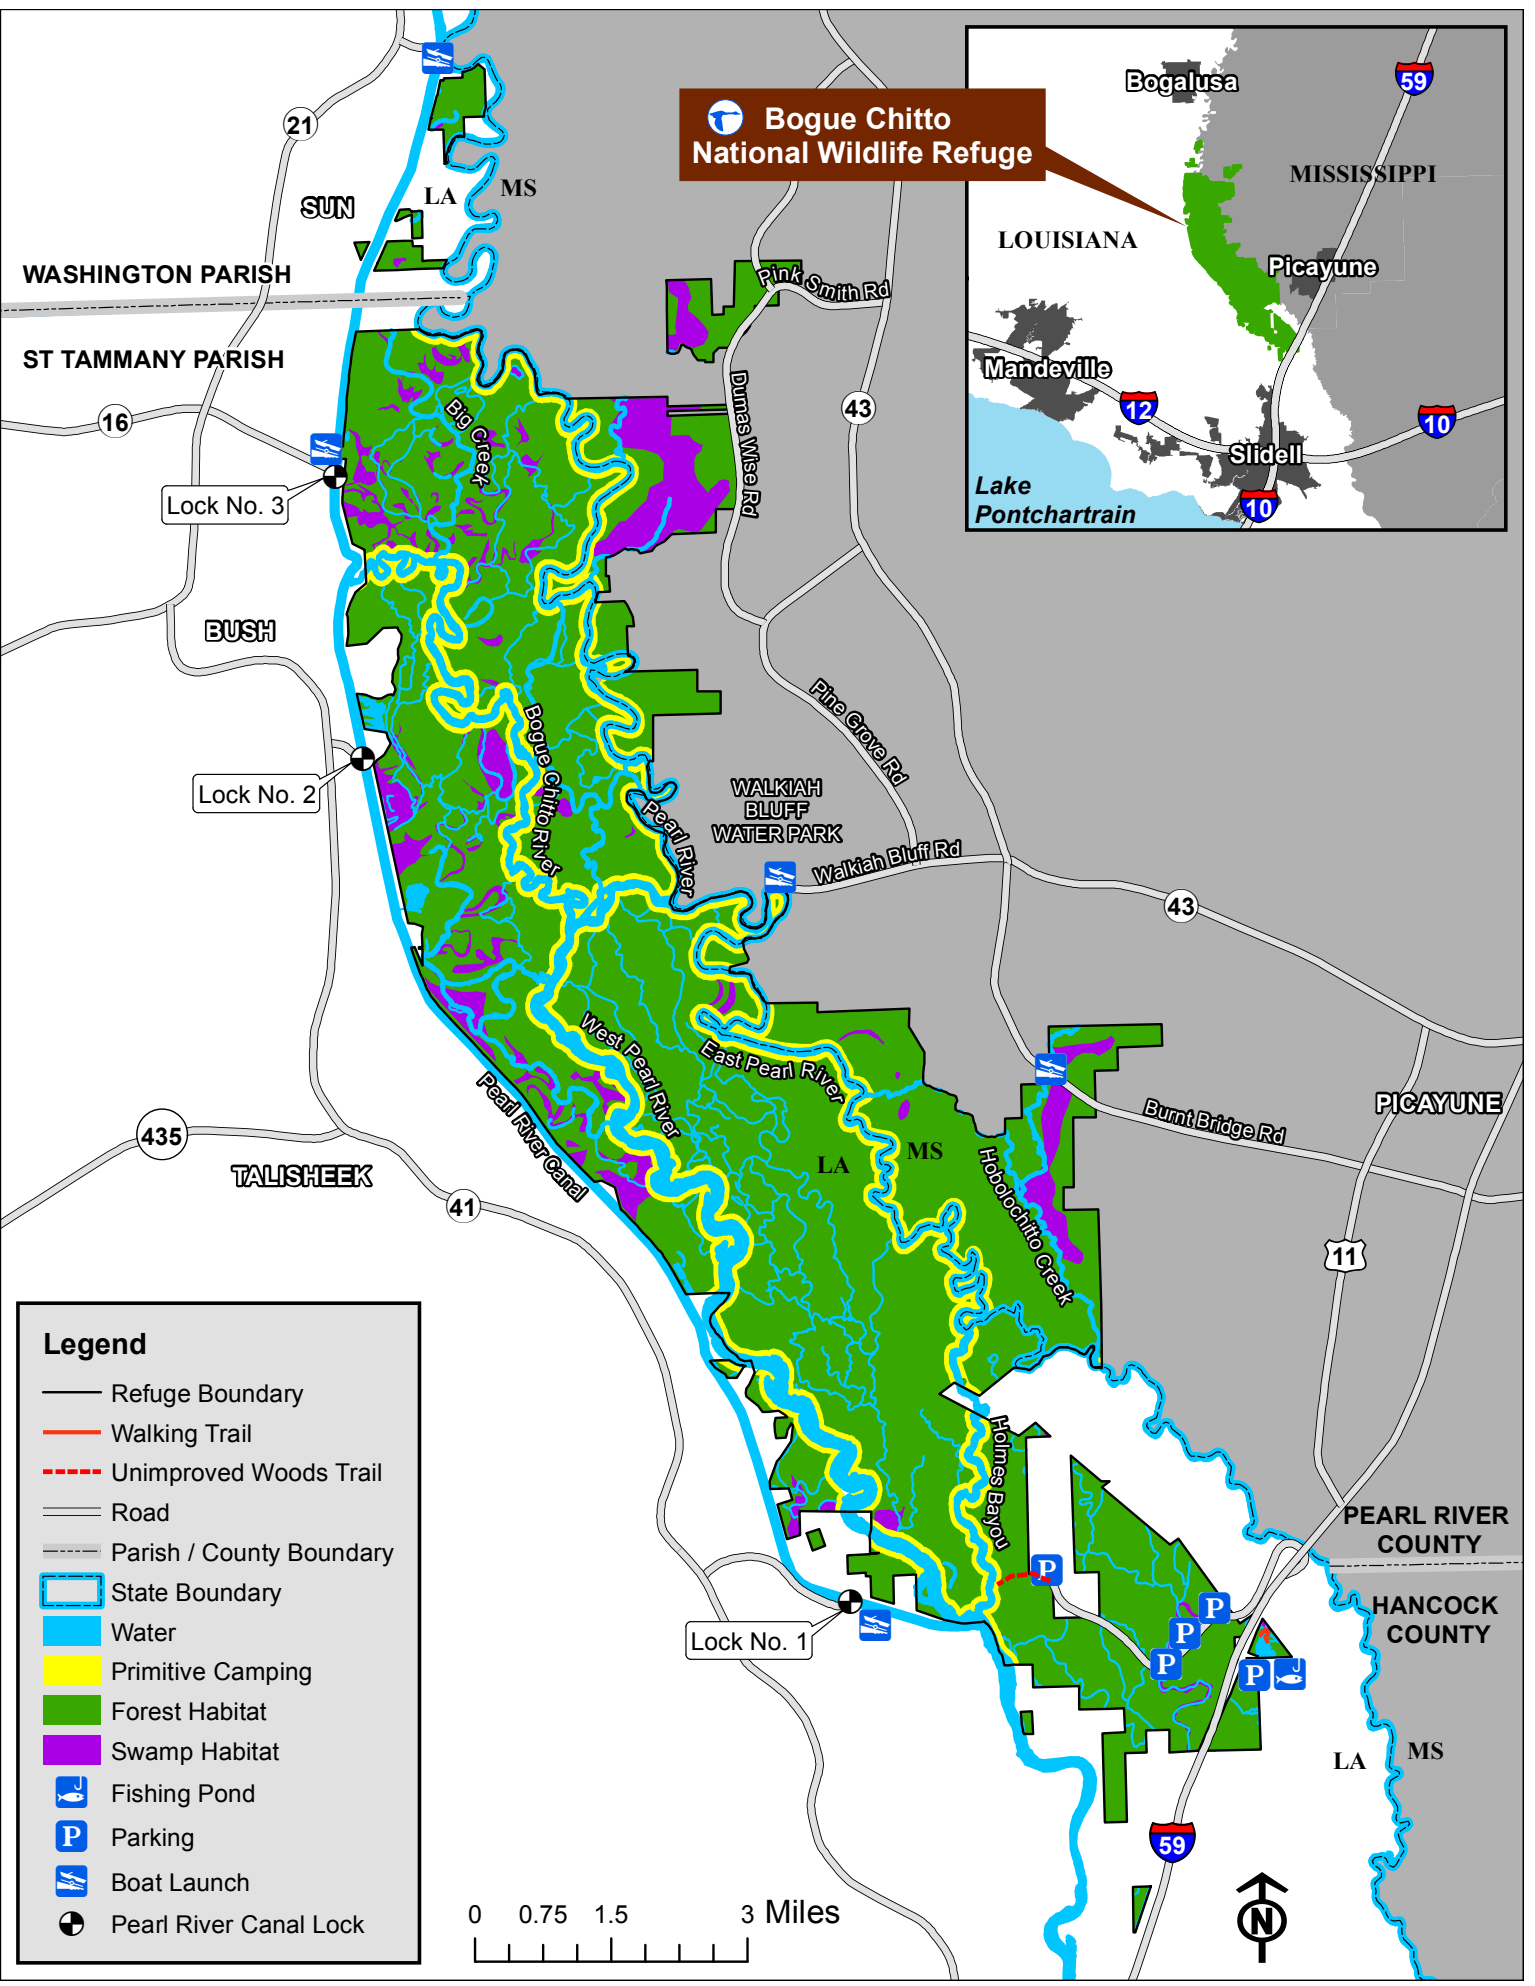 Bogue Chitto
National Wildlife Refuge
Bogalusa
59
MISSISSIPPI
LOUISIANA
Picayune
Mandeville
12
10
Slidell
10
Lake
Pontchartrain
21
SUN
LA
MS
WASHINGTON PARISH
ST TAMMANY PARISH
Pink Smith Rd
16
Big Creek
Dumas Wise Rd
43
Lock No. 3
BUSH
Pine Grove Rd
Bogue Chitto River
Lock No. 2
Pearl River
WALKIAH
BLUFF
WATER PARK
Walkiah Bluff Rd
43
West Pearl River
East Pearl River
Pearl River Canal
Burnt Bridge Rd
PICAYUNE
435
TALISHEEK
41
LA
MS
Hobolochitto Creek
11
Holmes Bayou
PEARL RIVER
COUNTY
HANCOCK
COUNTY
P
P
P
P
P
Lock No. 1
LA
MS
59
N
Legend
Refuge Boundary
Walking Trail
Unimproved Woods Trail
Road
Parish / County Boundary
State Boundary
Water
Primitive Camping
Forest Habitat
Swamp Habitat
Fishing Pond
P Parking
Boat Launch
Pearl River Canal Lock
0 0.75 1.5 3 Miles